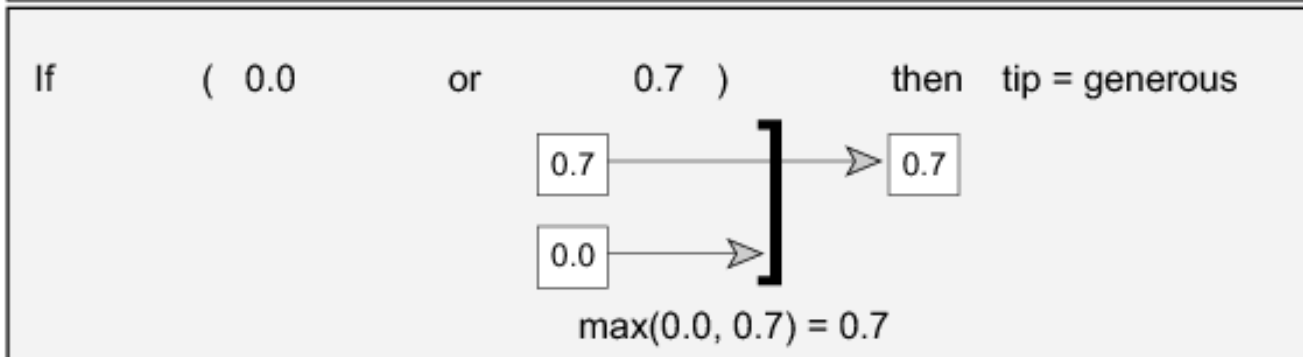 If ( 0.0 or 0.7 ) then tip = generous
0.7 0.7
0.0
max(0.0, 0.7) = 0.7